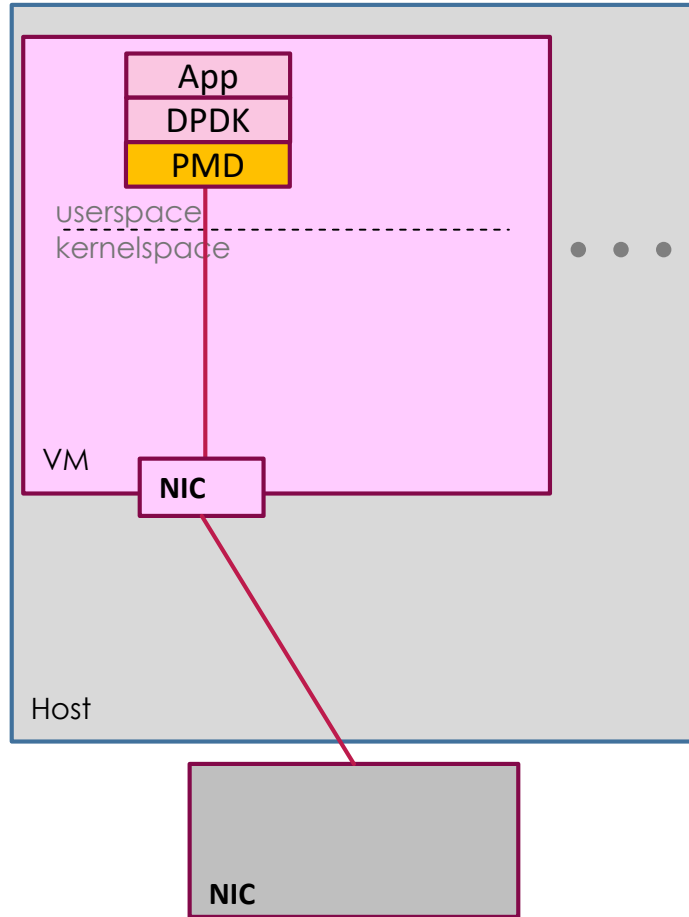 App
DPDK
PMD
userspace
kernelspace
VM
NIC
Host
NIC